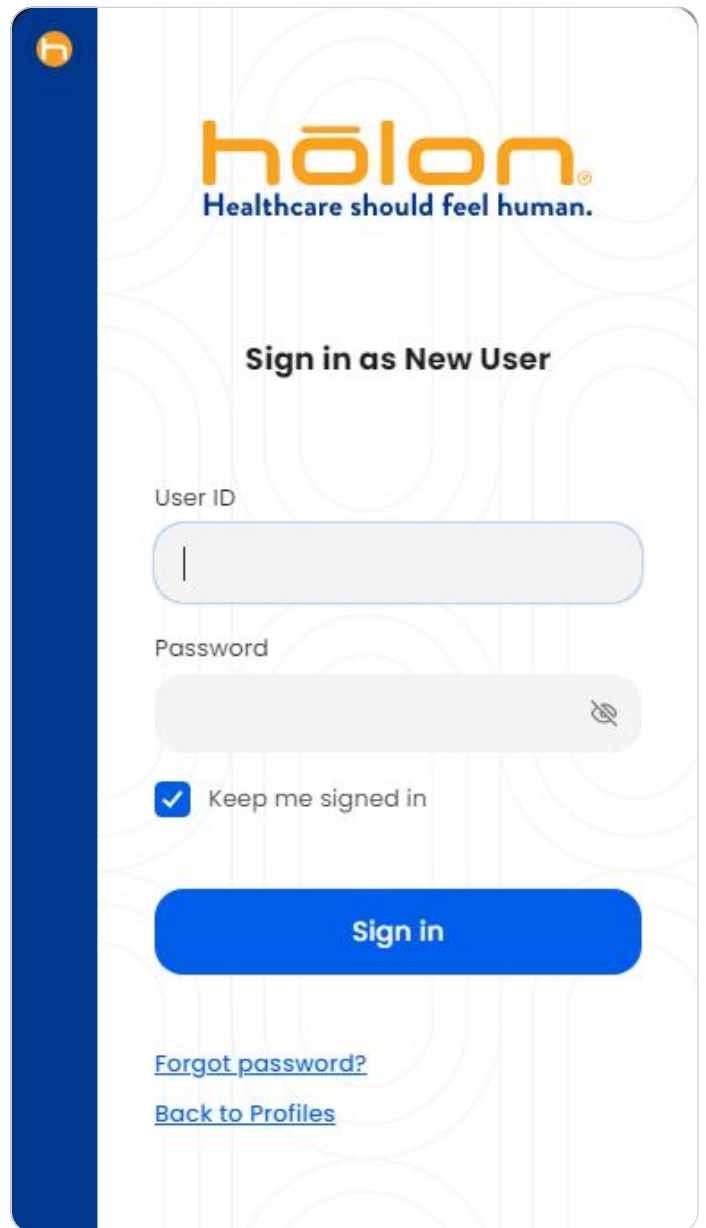 hōlon®
Healthcare should feel human.
Sign in as New User
User ID
Password
Keep me signed in
Sign in
Forgot password?
Back to Profiles